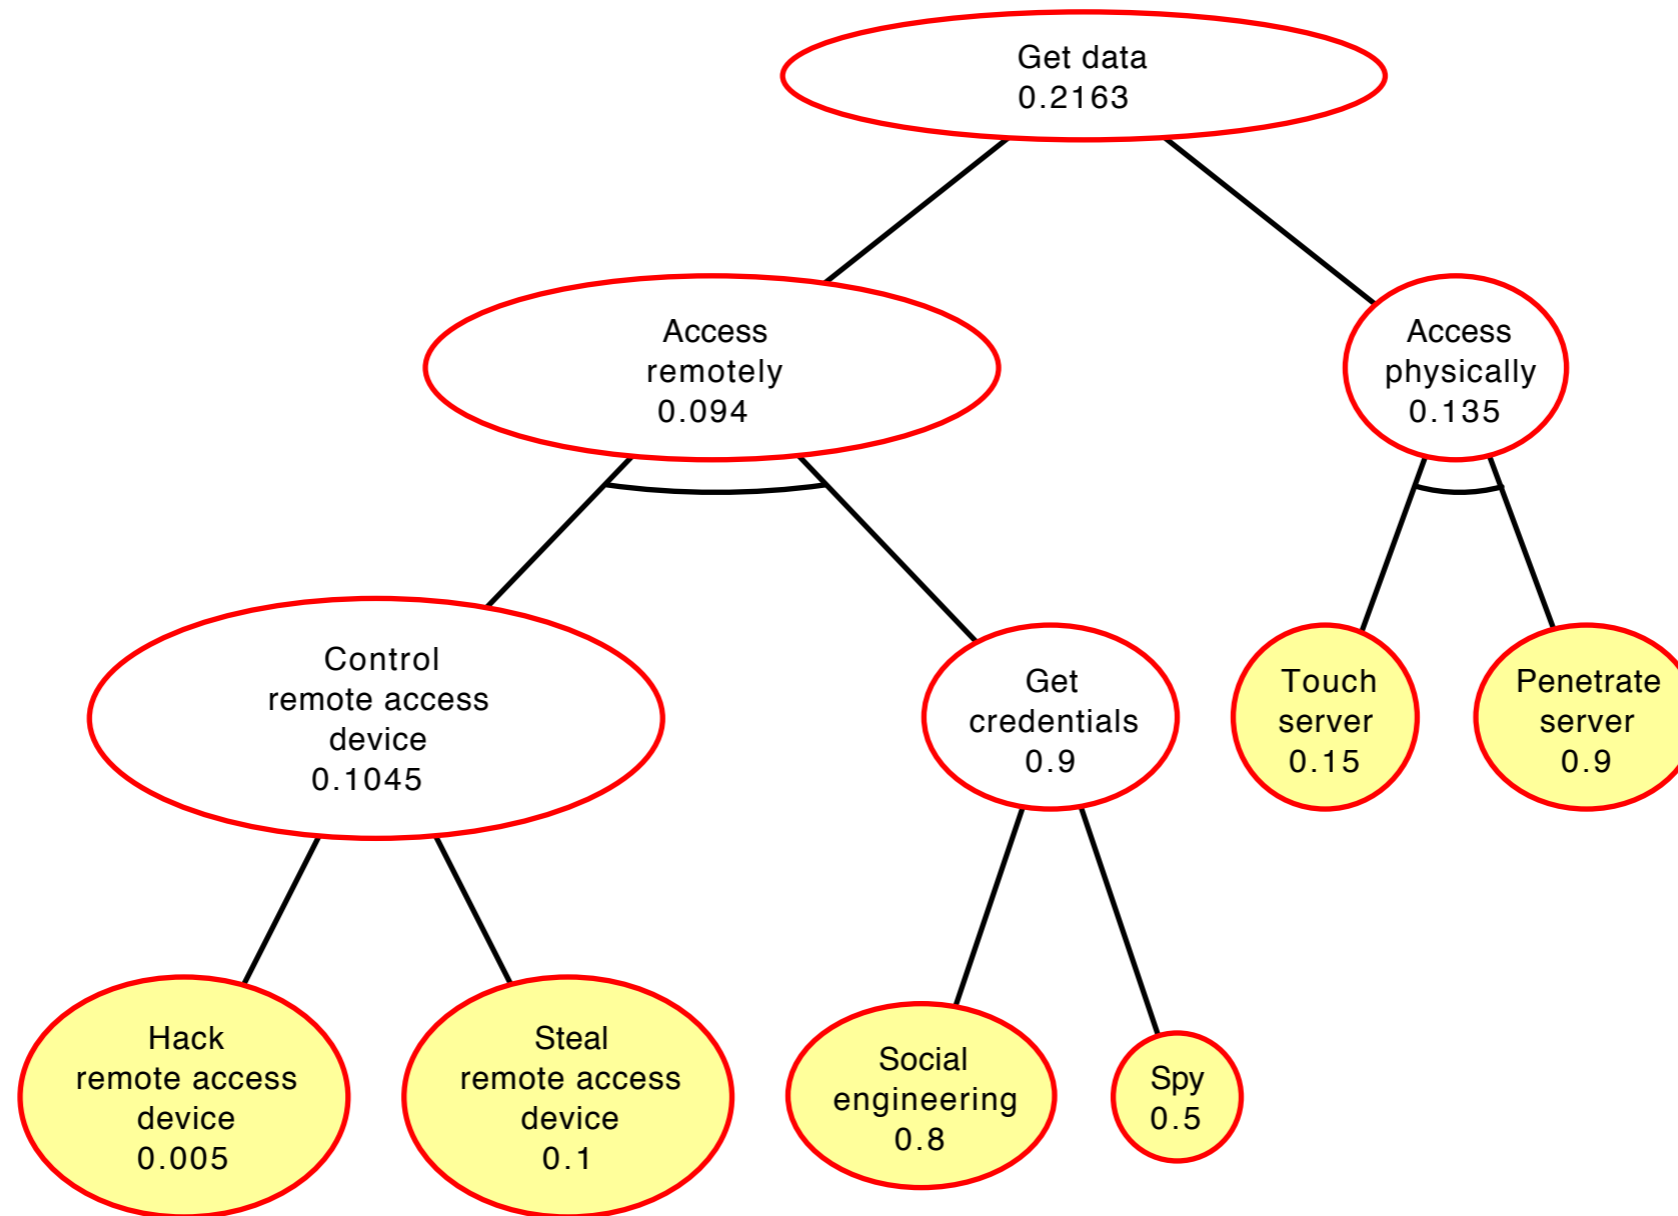 Get data
0.2163
Access
remotely
0.094
Access
physically
0.135
Control
remote access
device
0.1045
Get
credentials
0.9
Touch
server
0.15
Penetrate
server
0.9
Hack
remote access
device
0.005
Steal
remote access
device
0.1
Social
engineering
0.8
Spy
0.5